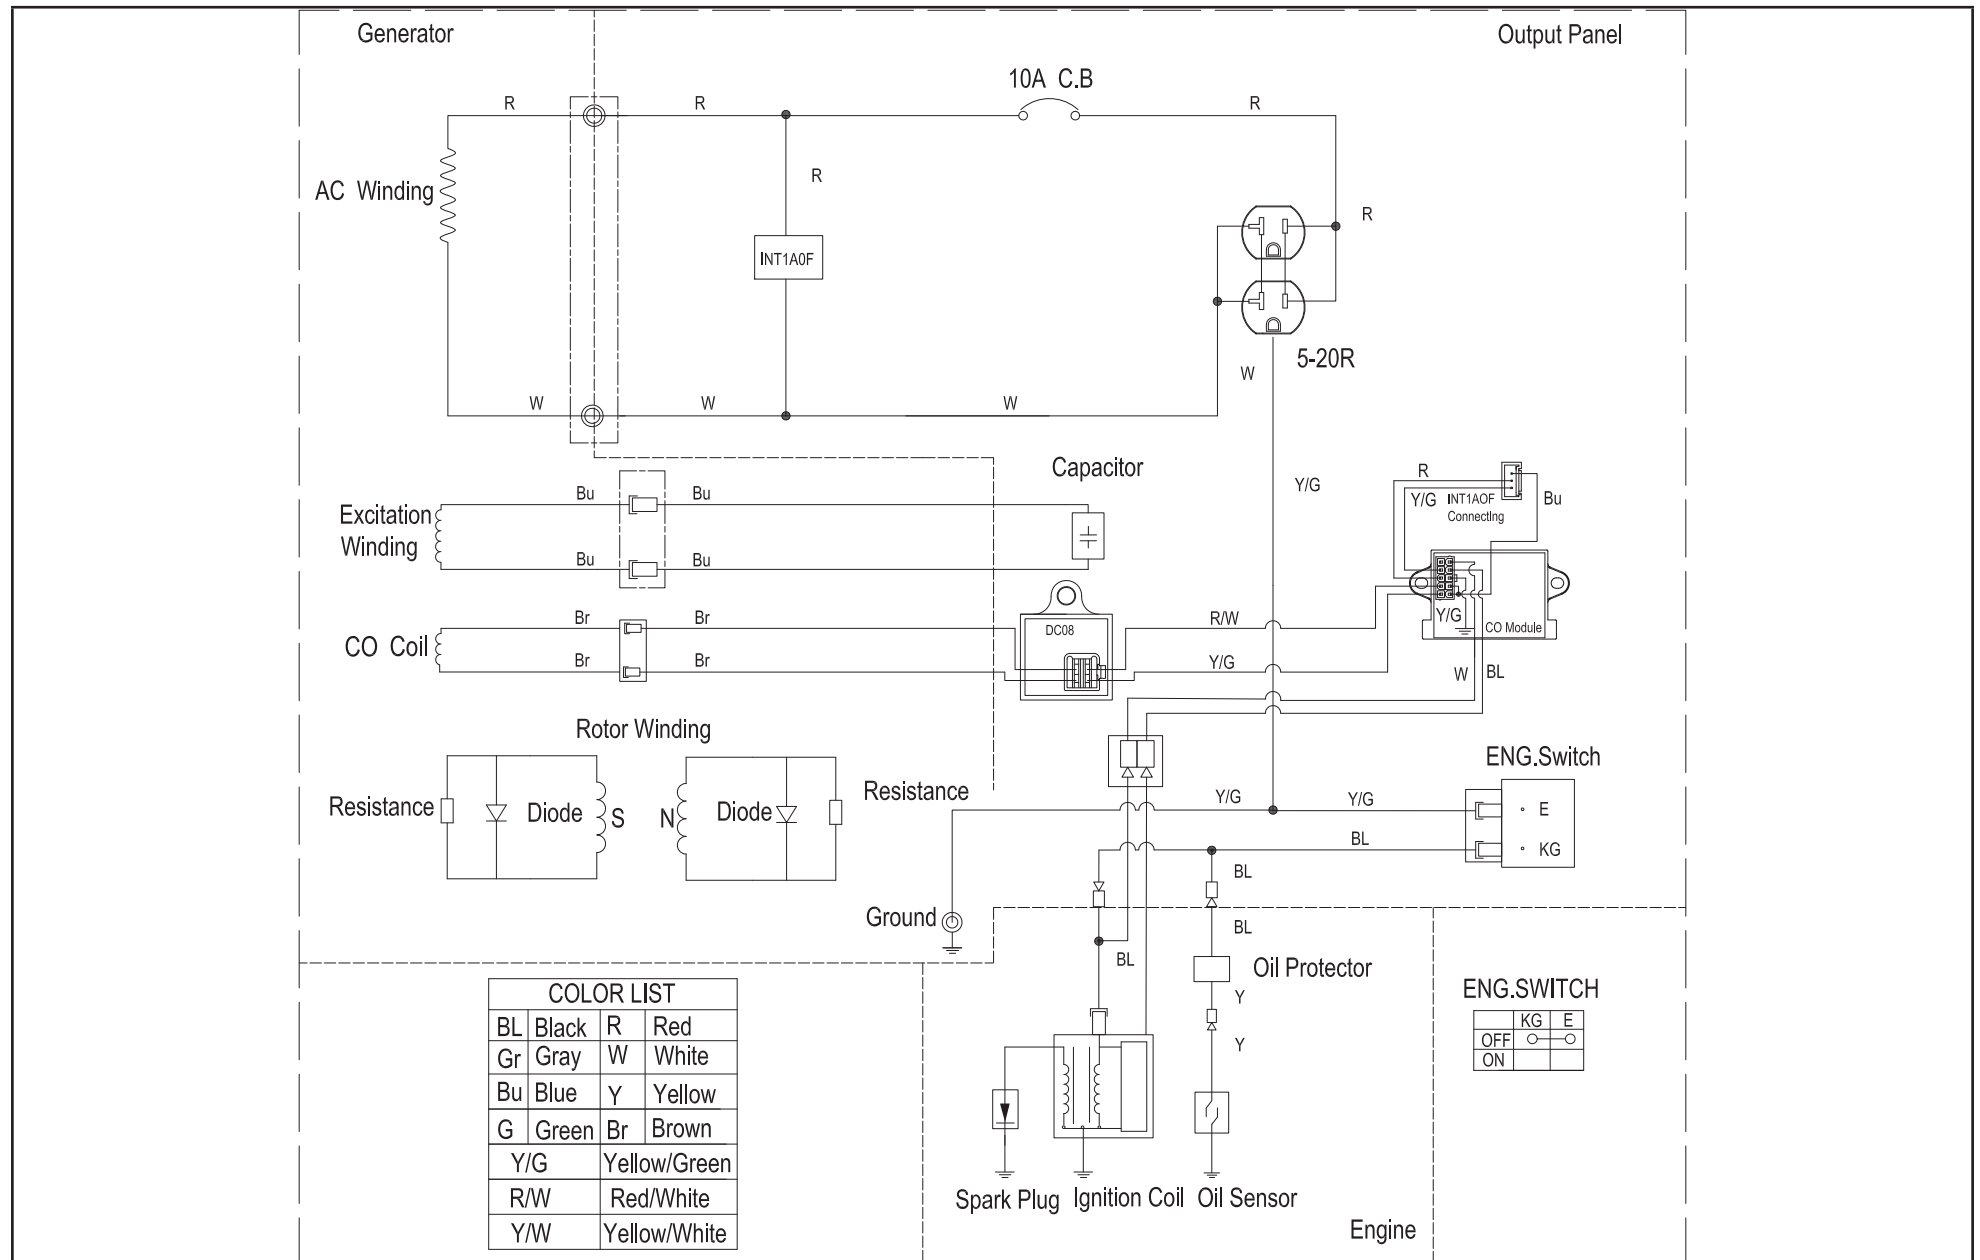 Generator
Output Panel
10A C.B
R
R
R
AC Winding
R
R
INT1A0F
5-20R
W
W
W
W
Capacitor
Y/G
Excitation
Winding
Bu
Bu
Bu
Bu
R
Y/G
INT1AOF
ConnectIng
Bu
CO Coil
Br
Br
Br
Br
DC08
R/W
Y/G
Y/G
CO Module
W
BL
Rotor Winding
Resistance
Diode
S
N
Diode
Resistance
Y/G
Y/G
ENG.Switch
E
KG
BL
BL
Ground
BL
BL
Oil Protector
Y
Y
COLOR LIST
BL Black R Red
Gr Gray W White
Bu Blue Y Yellow
G Green Br Brown
Y/G Yellow/Green
R/W Red/White
Y/W Yellow/White
ENG.SWITCH
KG E
OFF
ON
Spark Plug
Ignition Coil
Oil Sensor
Engine